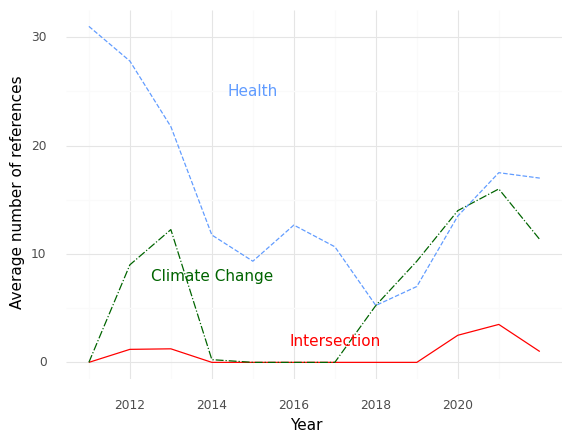 30
20
10
0
Average number of references
Health
Climate Change
Intersection
2012 2014 2016 2018 2020
Year